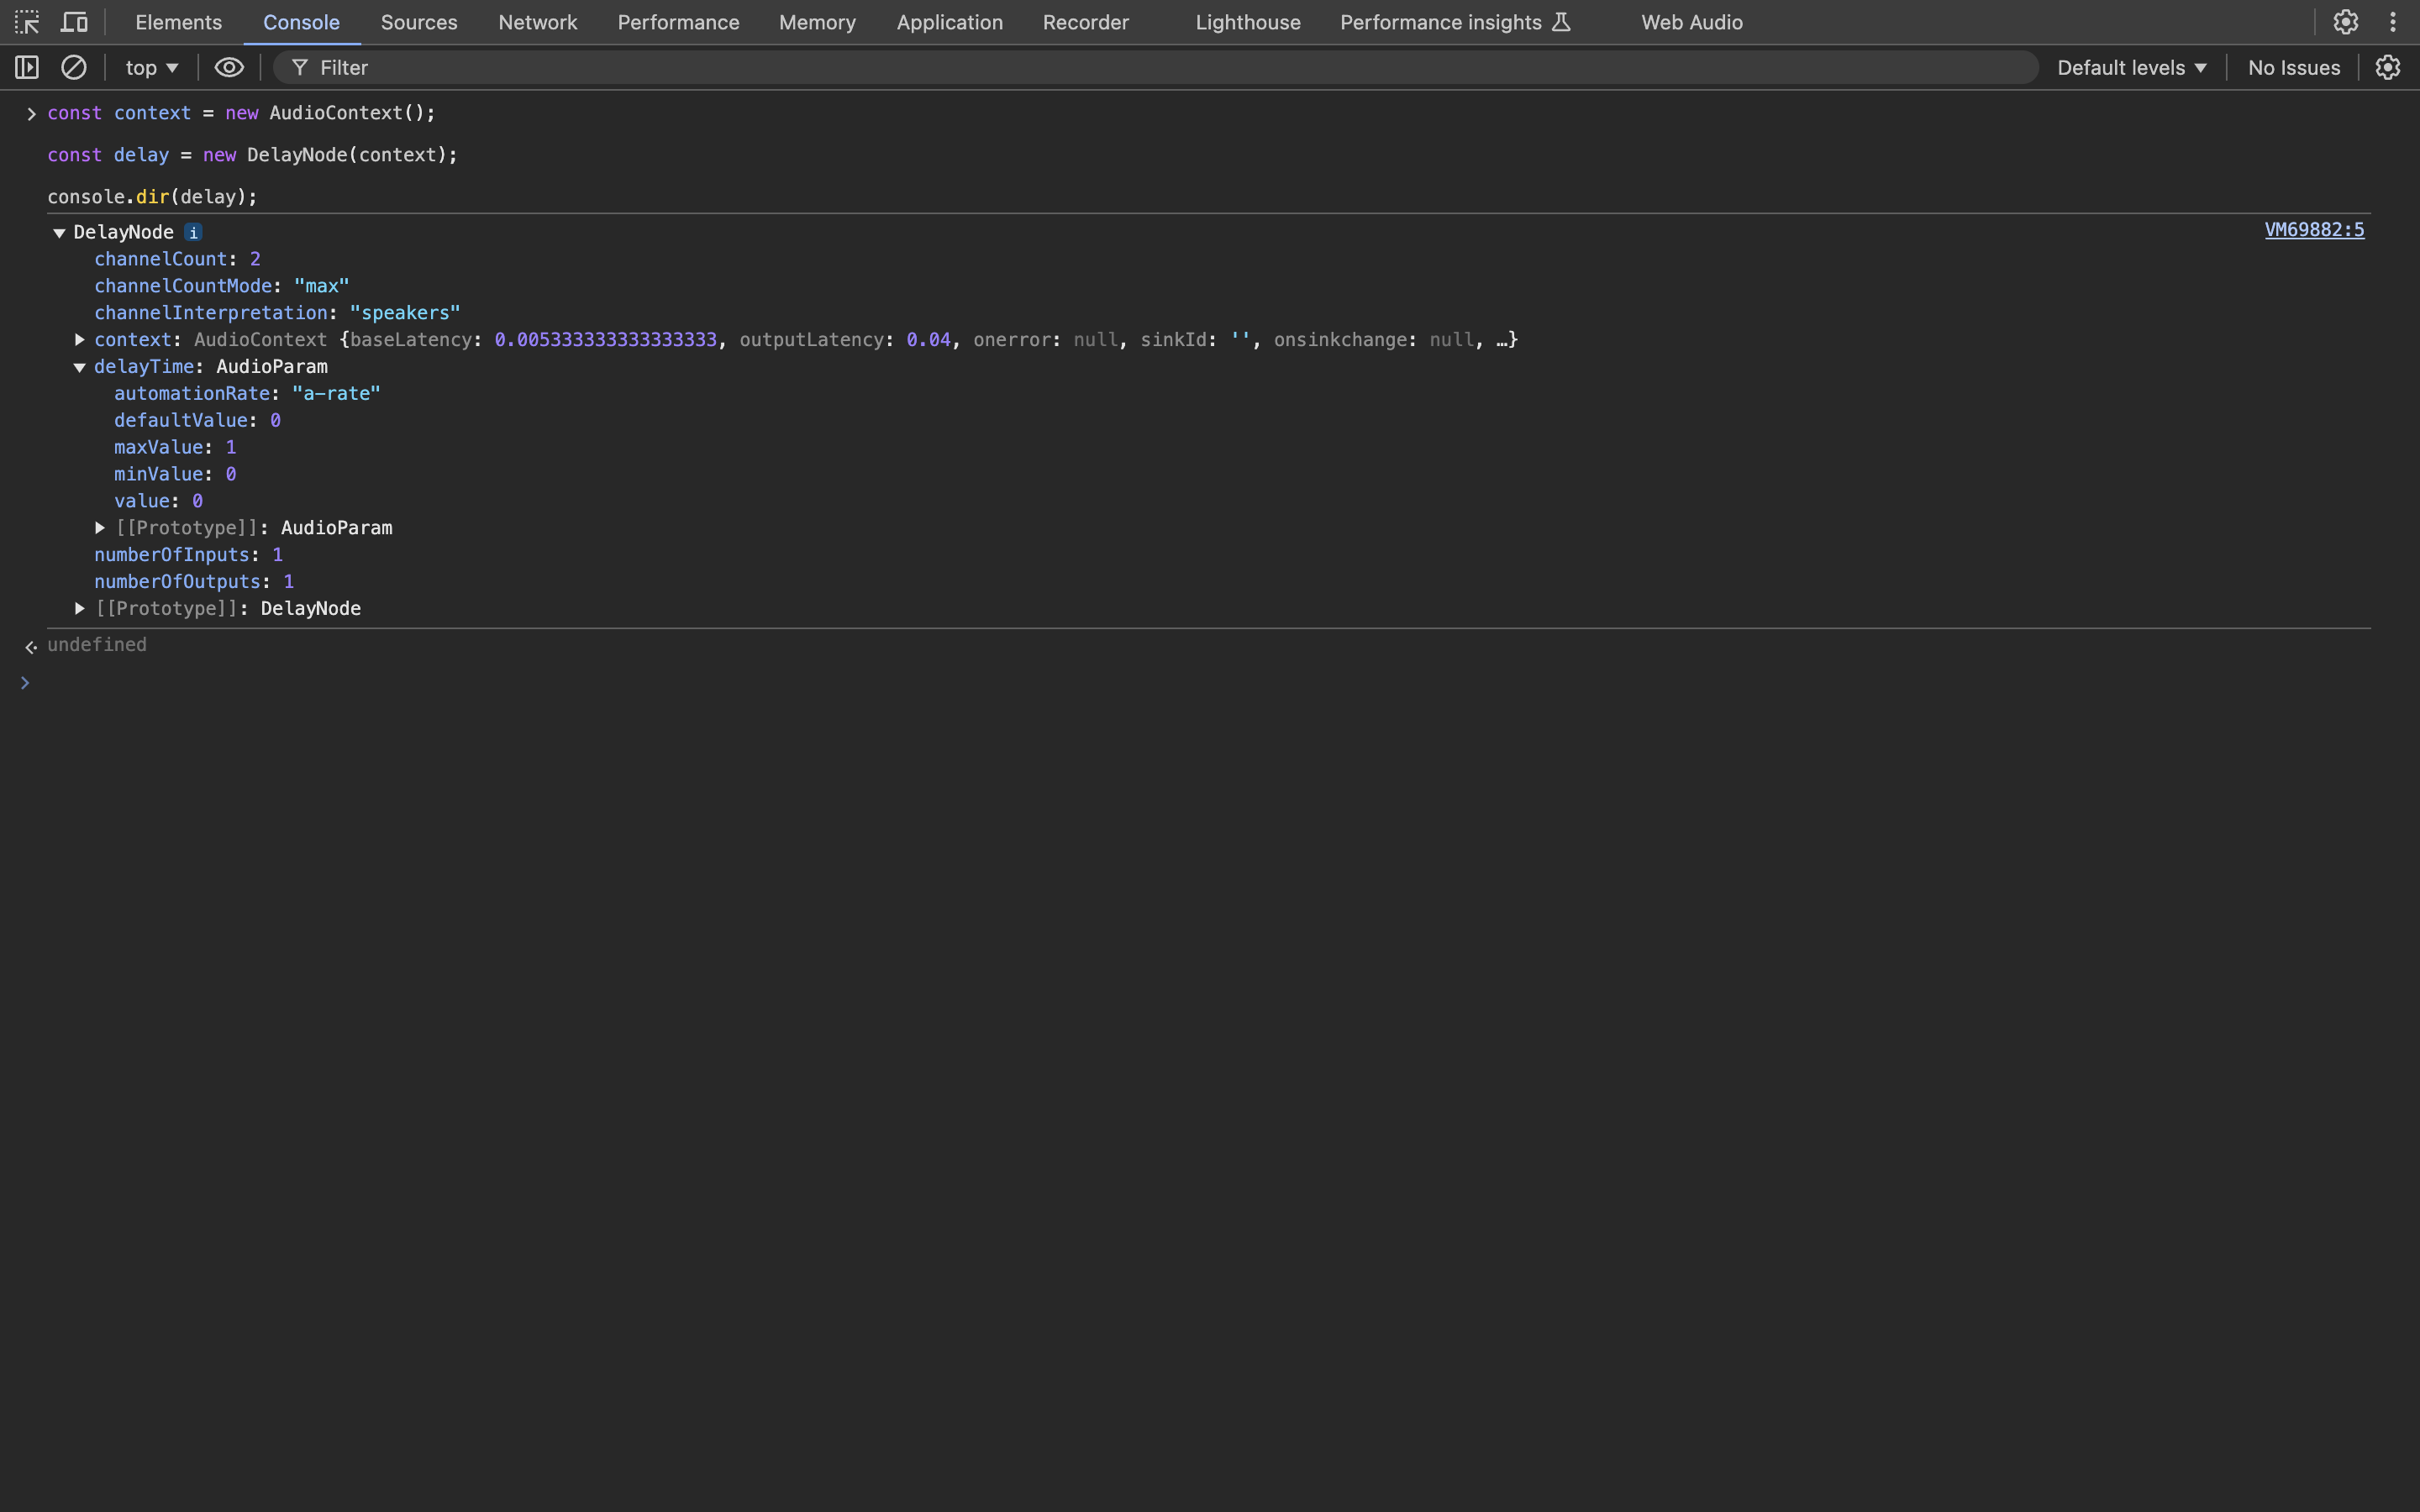 Elements Console Sources Network Performance Memory Application Recorder Lighthouse Performance insights Web Audio
top Filter Default levels No Issues
const context = new AudioContext();
const delay = new DelayNode(context);
console.dir(delay);
DelayNode i VM69882:5
channelCount: 2
channelCountMode: "max"
channelInterpretation: "speakers"
context: AudioContext {baseLatency: 0.005333333333333333, outputLatency: 0.04, onerror: null, sinkId: '', onsinkchange: null, …}
delayTime: AudioParam
automationRate: "a-rate"
defaultValue: 0
maxValue: 1
minValue: 0
value: 0
[[Prototype]]: AudioParam
numberOfInputs: 1
numberOfOutputs: 1
[[Prototype]]: DelayNode
undefined